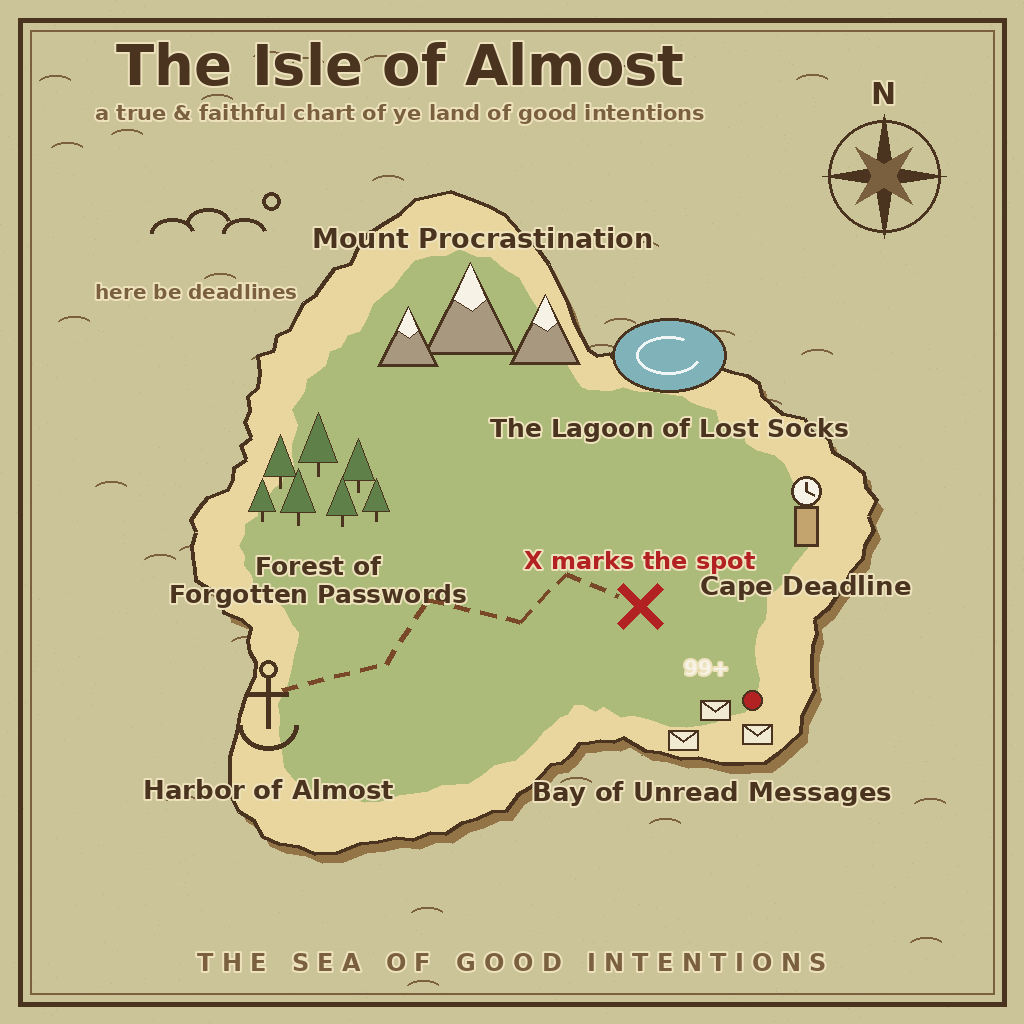 The Isle of Almost
a true & faithful chart of ye land of good intentions
N
Mount Procrastination
here be deadlines
The Lagoon of Lost Socks
X marks the spot
Forest of
Forgotten Passwords
Cape Deadline
99+
Harbor of Almost
Bay of Unread Messages
THE SEA OF GOOD INTENTIONS